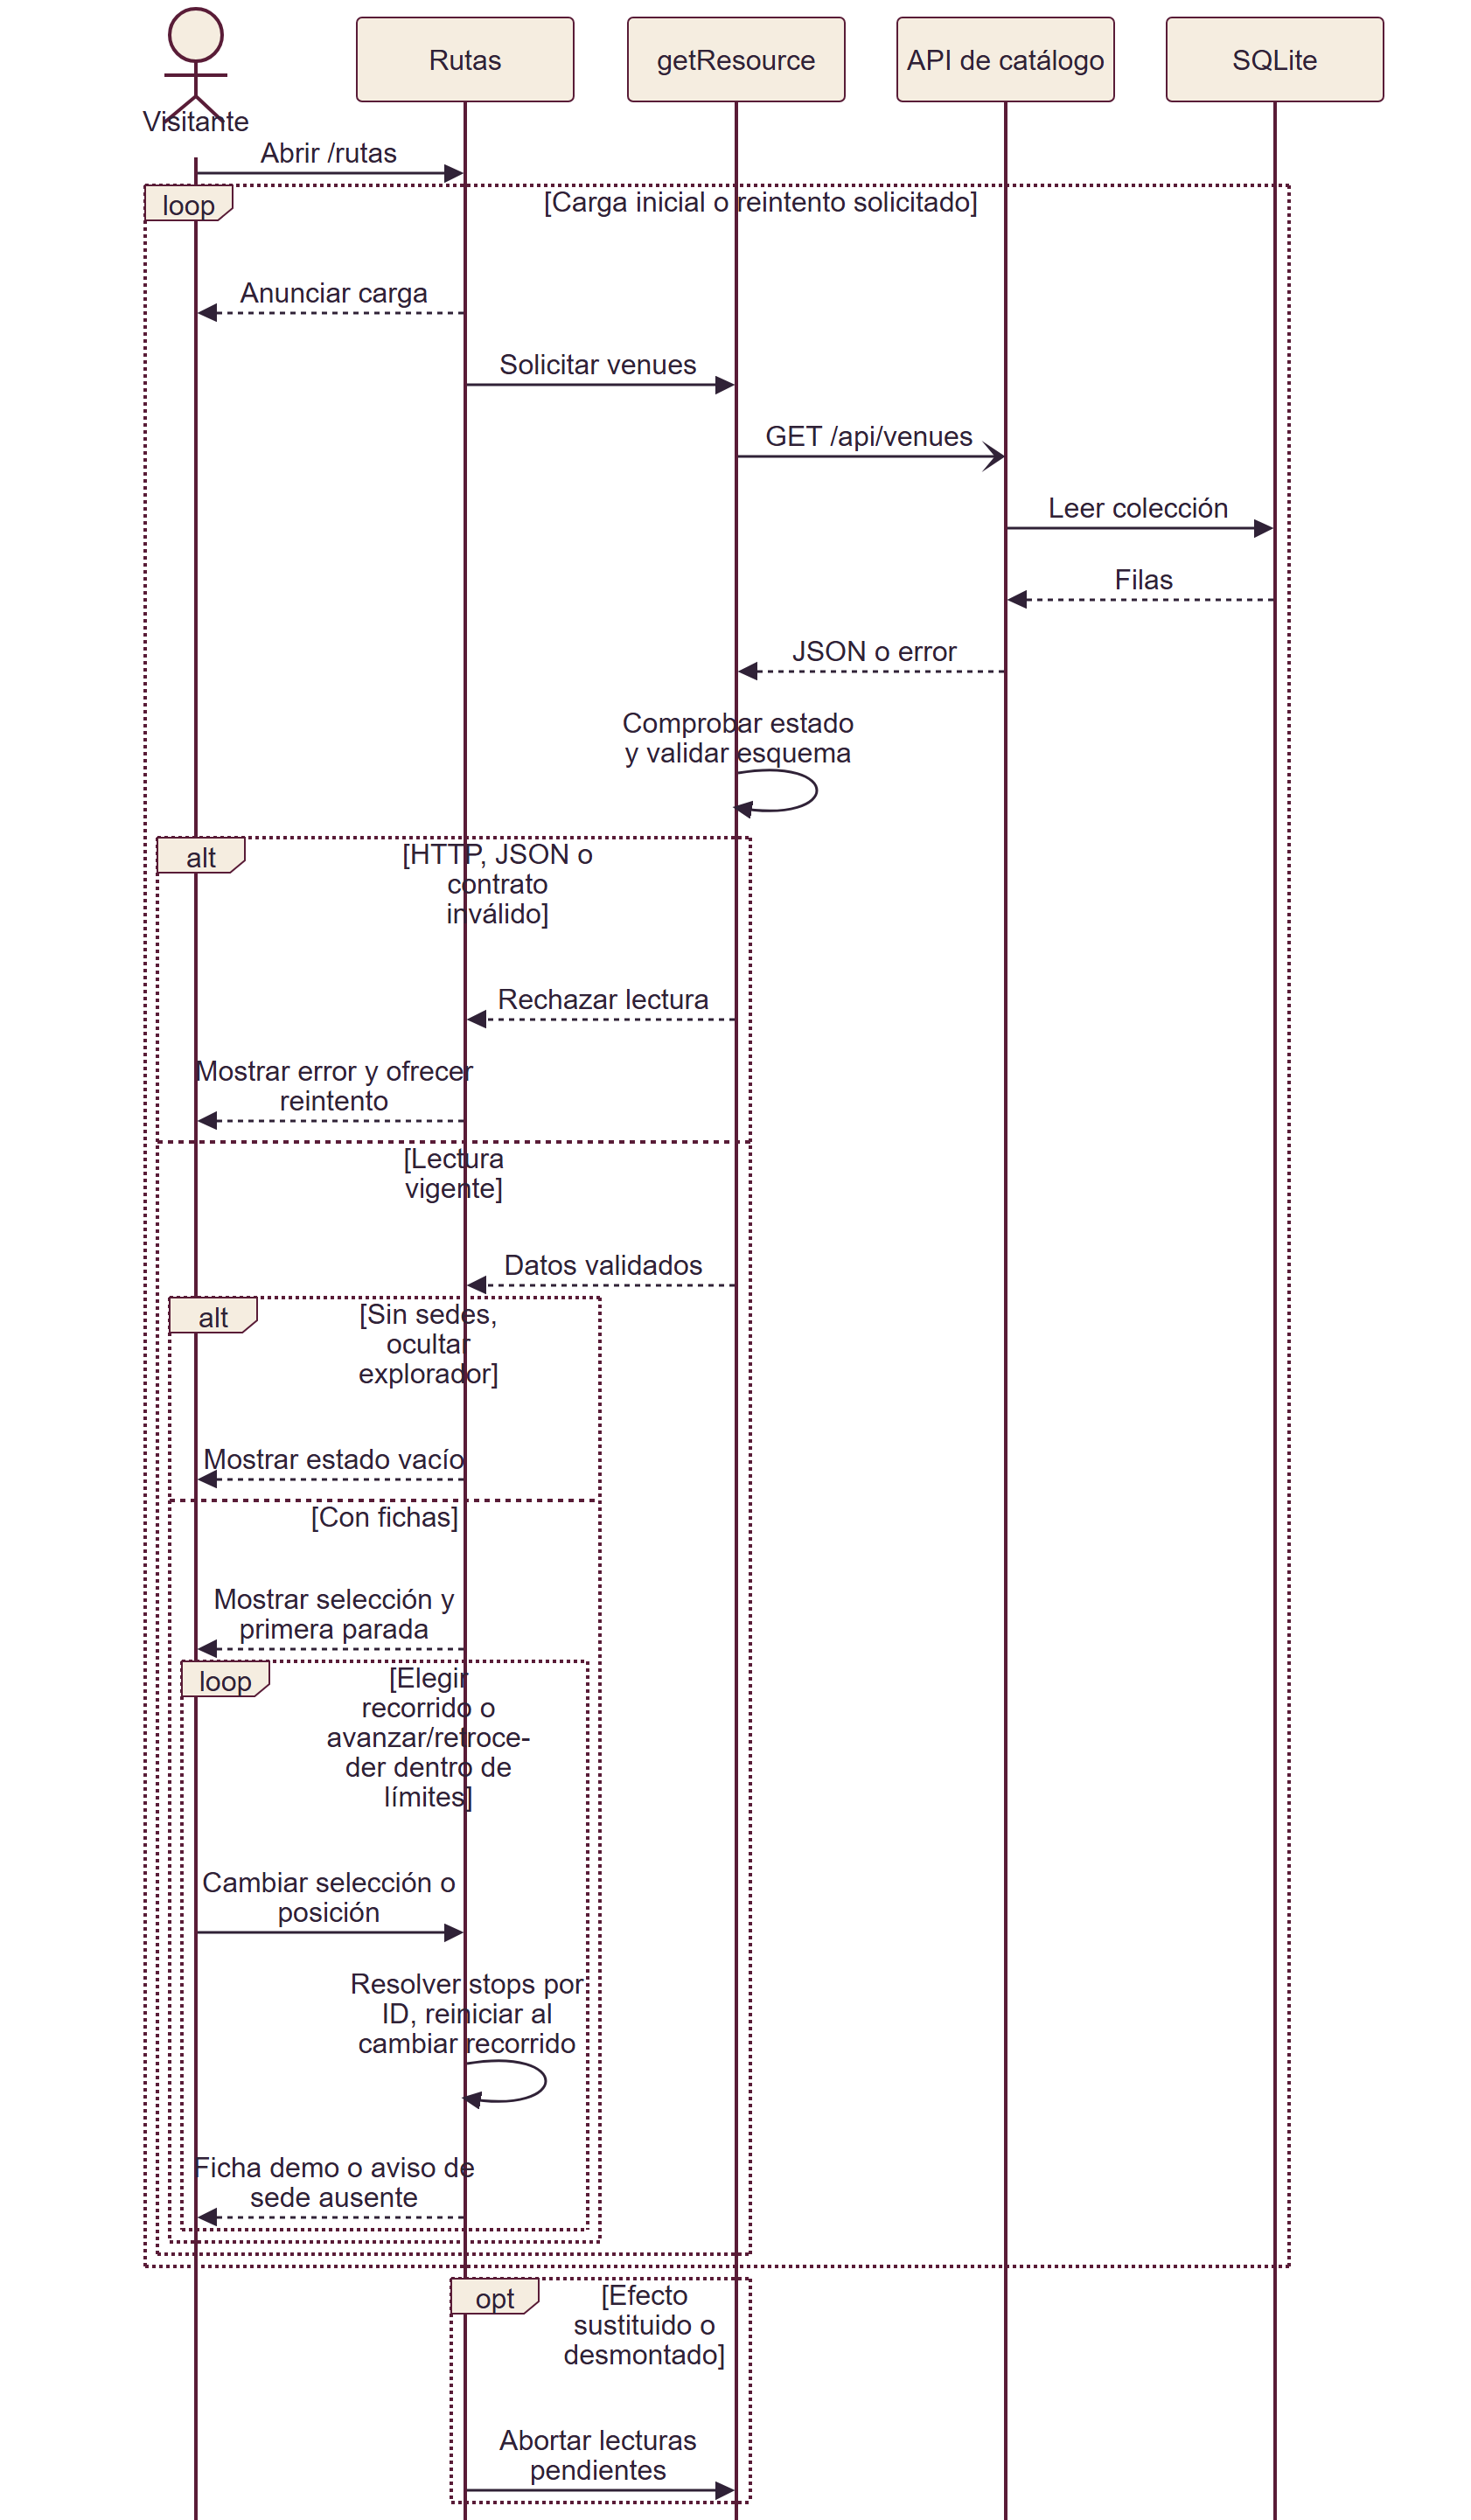 Visitante
Rutas
getResource
API de catálogo
SQLite
Abrir /rutas
loop
[Carga inicial o reintento solicitado]
Anunciar carga
Solicitar venues
GET /api/venues
Leer colección
Filas
JSON o error
Comprobar estado
y validar esquema
alt
[HTTP, JSON o
contrato
inválido]
Rechazar lectura
Mostrar error y ofrecer
reintento
[Lectura
vigente]
Datos validados
alt
[Sin sedes,
ocultar
explorador]
Mostrar estado vacío
[Con fichas]
Mostrar selección y
primera parada
loop
[Elegir
recorrido o
avanzar/retroce-
der dentro de
límites]
Cambiar selección o
posición
Resolver stops por
ID, reiniciar al
cambiar recorrido
Ficha demo o aviso de
sede ausente
opt
[Efecto
sustituido o
desmontado]
Abortar lecturas
pendientes